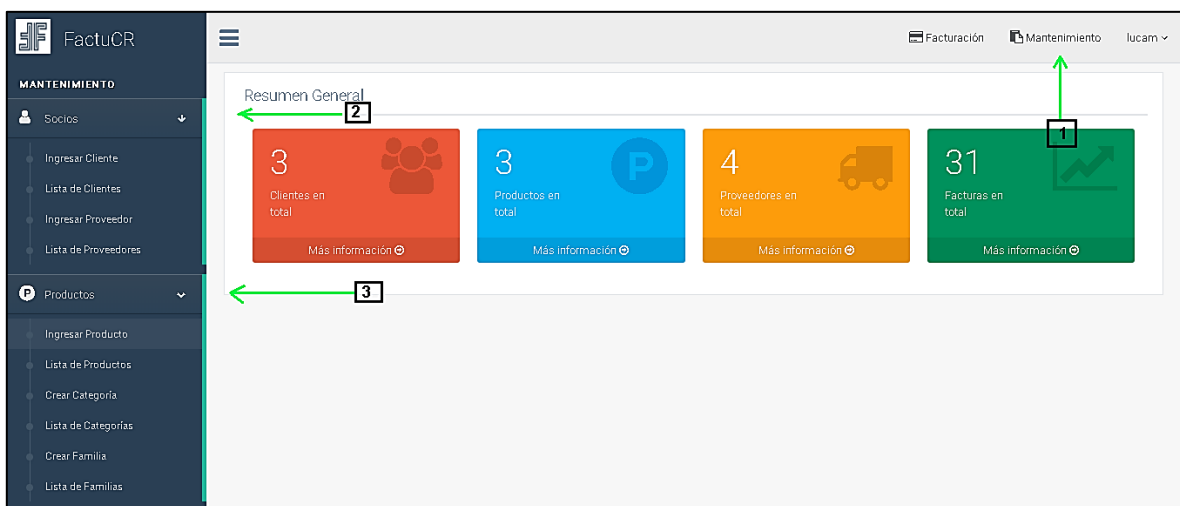 FactuCR
Facturación
Mantenimiento
lucam
MANTENIMIENTO
Socios
Ingresar Cliente
Lista de Clientes
Ingresar Proveedor
Lista de Proveedores
Productos
Ingresar Producto
Lista de Productos
Crear Categoría
Lista de Categorías
Crear Familia
Lista de Familias
Resumen General
1
2
3
Clientes en
total
Más información
3
Productos en
total
Más información
4
Proveedores en
total
Más información
31
Facturas en
total
Más información
3